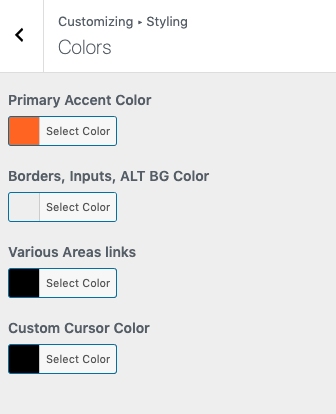 Customizing ▸ Styling
Colors
Primary Accent Color
Select Color
Borders, Inputs, ALT BG Color
Select Color
Various Areas links
Select Color
Custom Cursor Color
Select Color